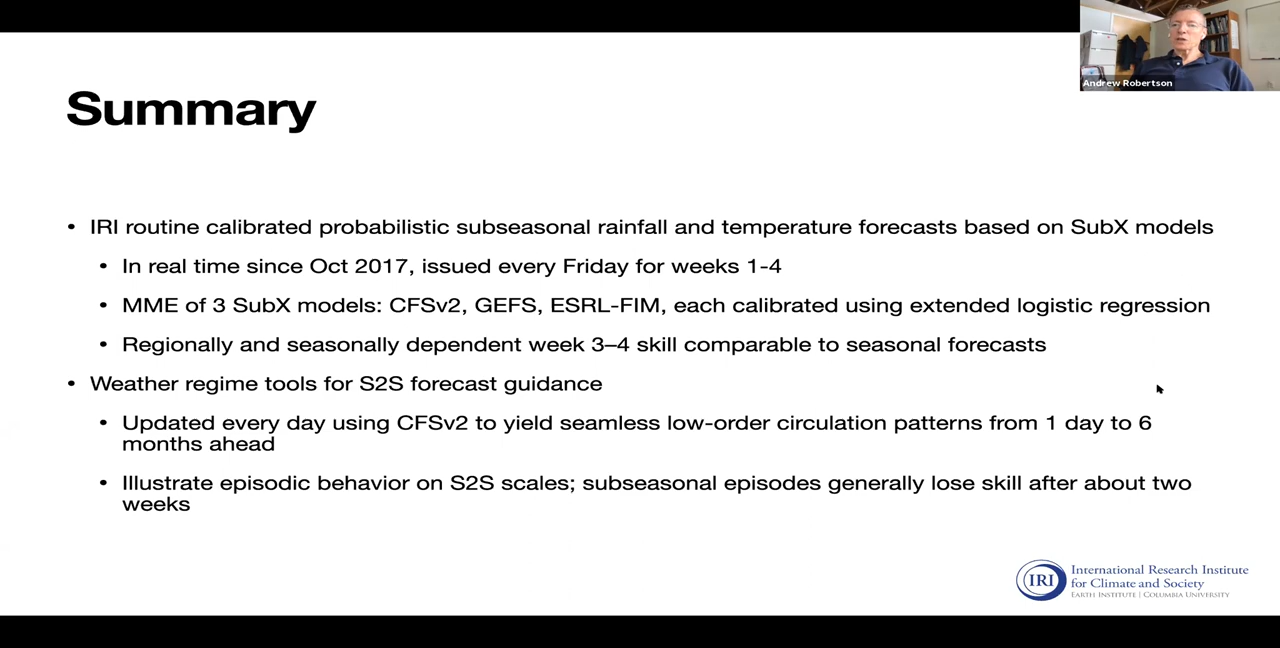 Andrew Robertson
Summary
• IRI routine calibrated probabilistic subseasonal rainfall and temperature forecasts based on SubX models
• In real time since Oct 2017, issued every Friday for weeks 1-4
• MME of 3 SubX models: CFSv2, GEFS, ESRL-FIM, each calibrated using extended logistic regression
• Regionally and seasonally dependent week 3–4 skill comparable to seasonal forecasts
• Weather regime tools for S2S forecast guidance
• Updated every day using CFSv2 to yield seamless low-order circulation patterns from 1 day to 6
months ahead
• Illustrate episodic behavior on S2S scales; subseasonal episodes generally lose skill after about two
weeks
IRI
International Research Institute
for Climate and Society
EARTH INSTITUTE | COLUMBIA UNIVERSITY